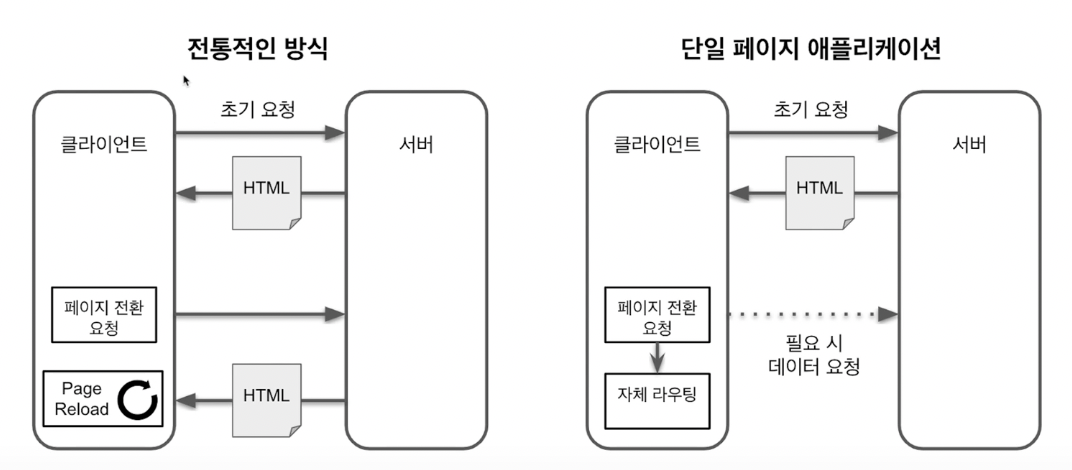 전통적인 방식
초기 요청
클라이언트
서버
HTML
페이지 전환
요청
Page
Reload
HTML
단일 페이지 애플리케이션
초기 요청
클라이언트
서버
HTML
페이지 전환
요청
필요 시
데이터 요청
자체 라우팅